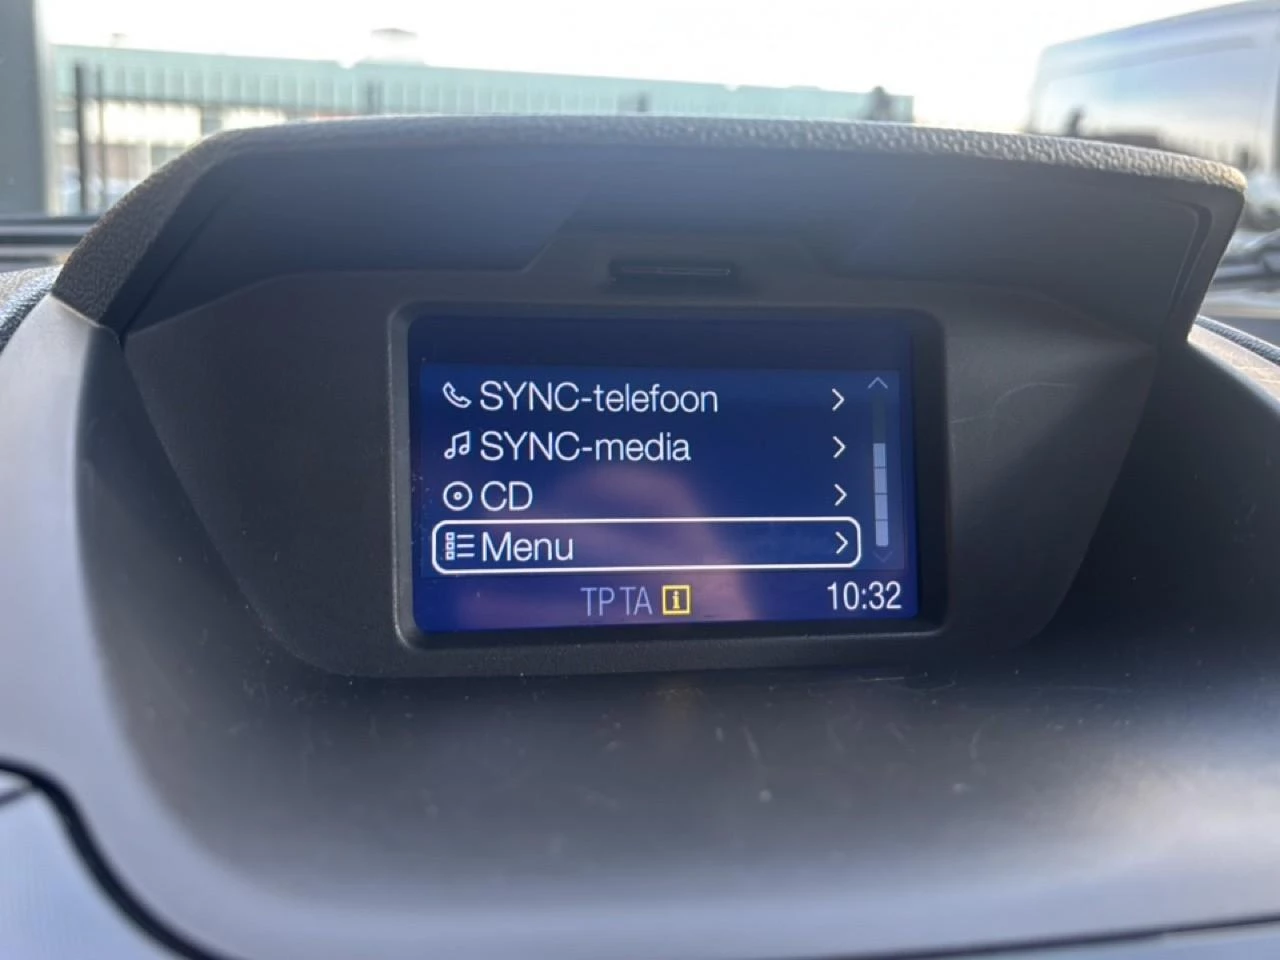 SYNC-telefoon
SYNC-media
CD
Menu
TP TA i 10:32